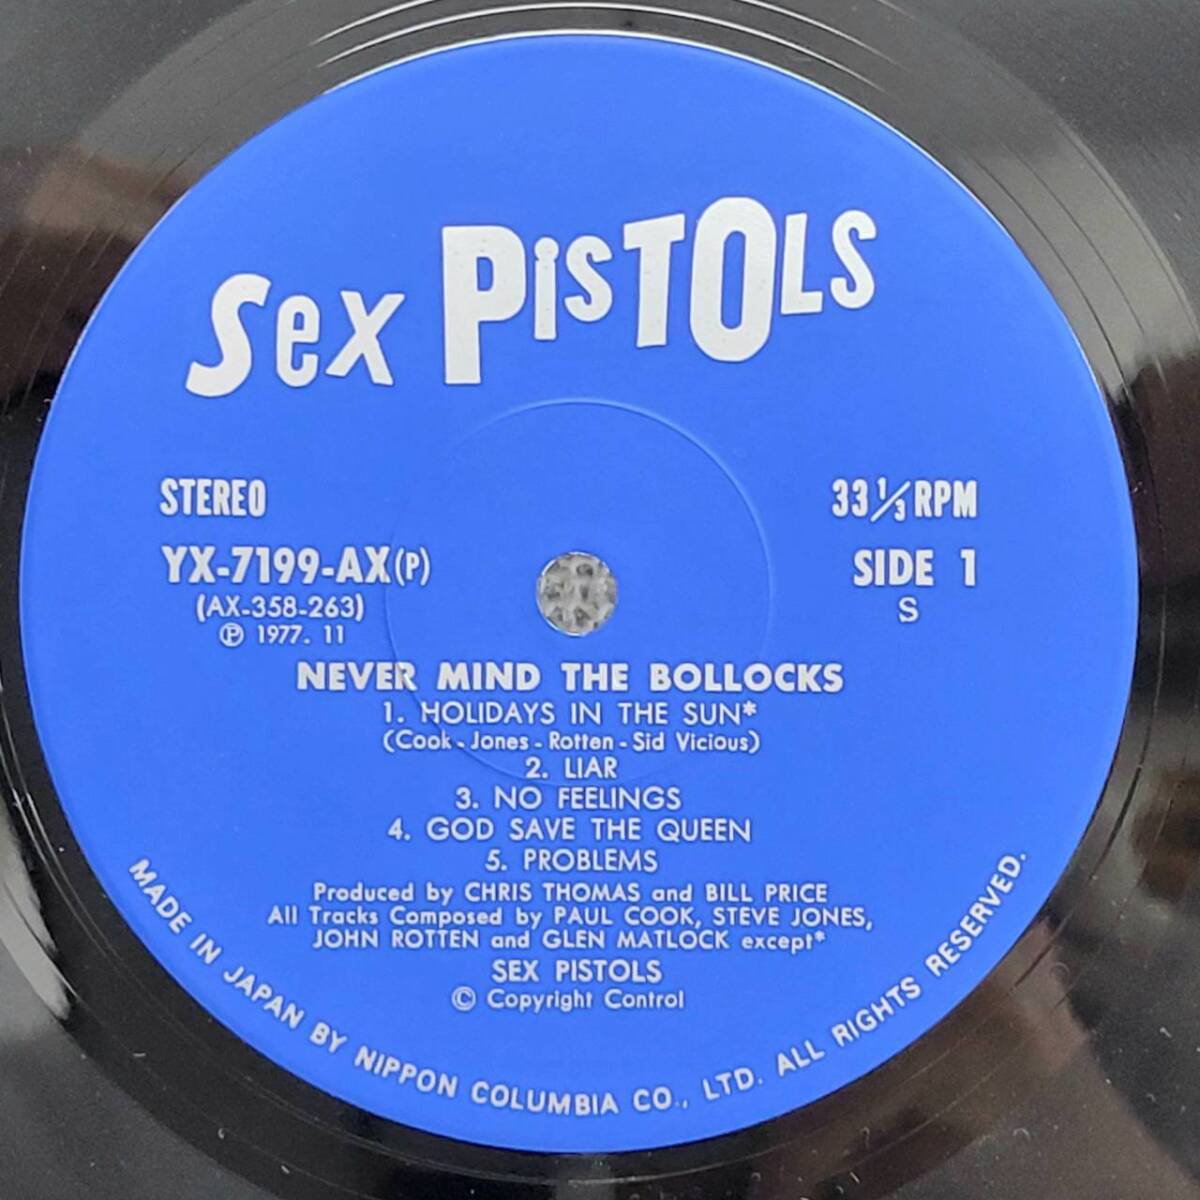 Sex PisTOLS
STEREO
33 1/3 RPM
YX-7199-AX(P)
SIDE 1
(AX-358-263)
S
Ⓟ 1977. 11
NEVER MIND THE BOLLOCKS
1. HOLIDAYS IN THE SUN*
(Cook - Jones - Rotten - Sid Vicious)
2. LIAR
3. NO FEELINGS
4. GOD SAVE THE QUEEN
5. PROBLEMS
Produced by CHRIS THOMAS and BILL PRICE
All Tracks Composed by PAUL COOK, STEVE JONES,
JOHN ROTTEN and GLEN MATLOCK except*
SEX PISTOLS
© Copyright Control
MADE IN JAPAN BY NIPPON COLUMBIA CO., LTD. ALL RIGHTS RESERVED.